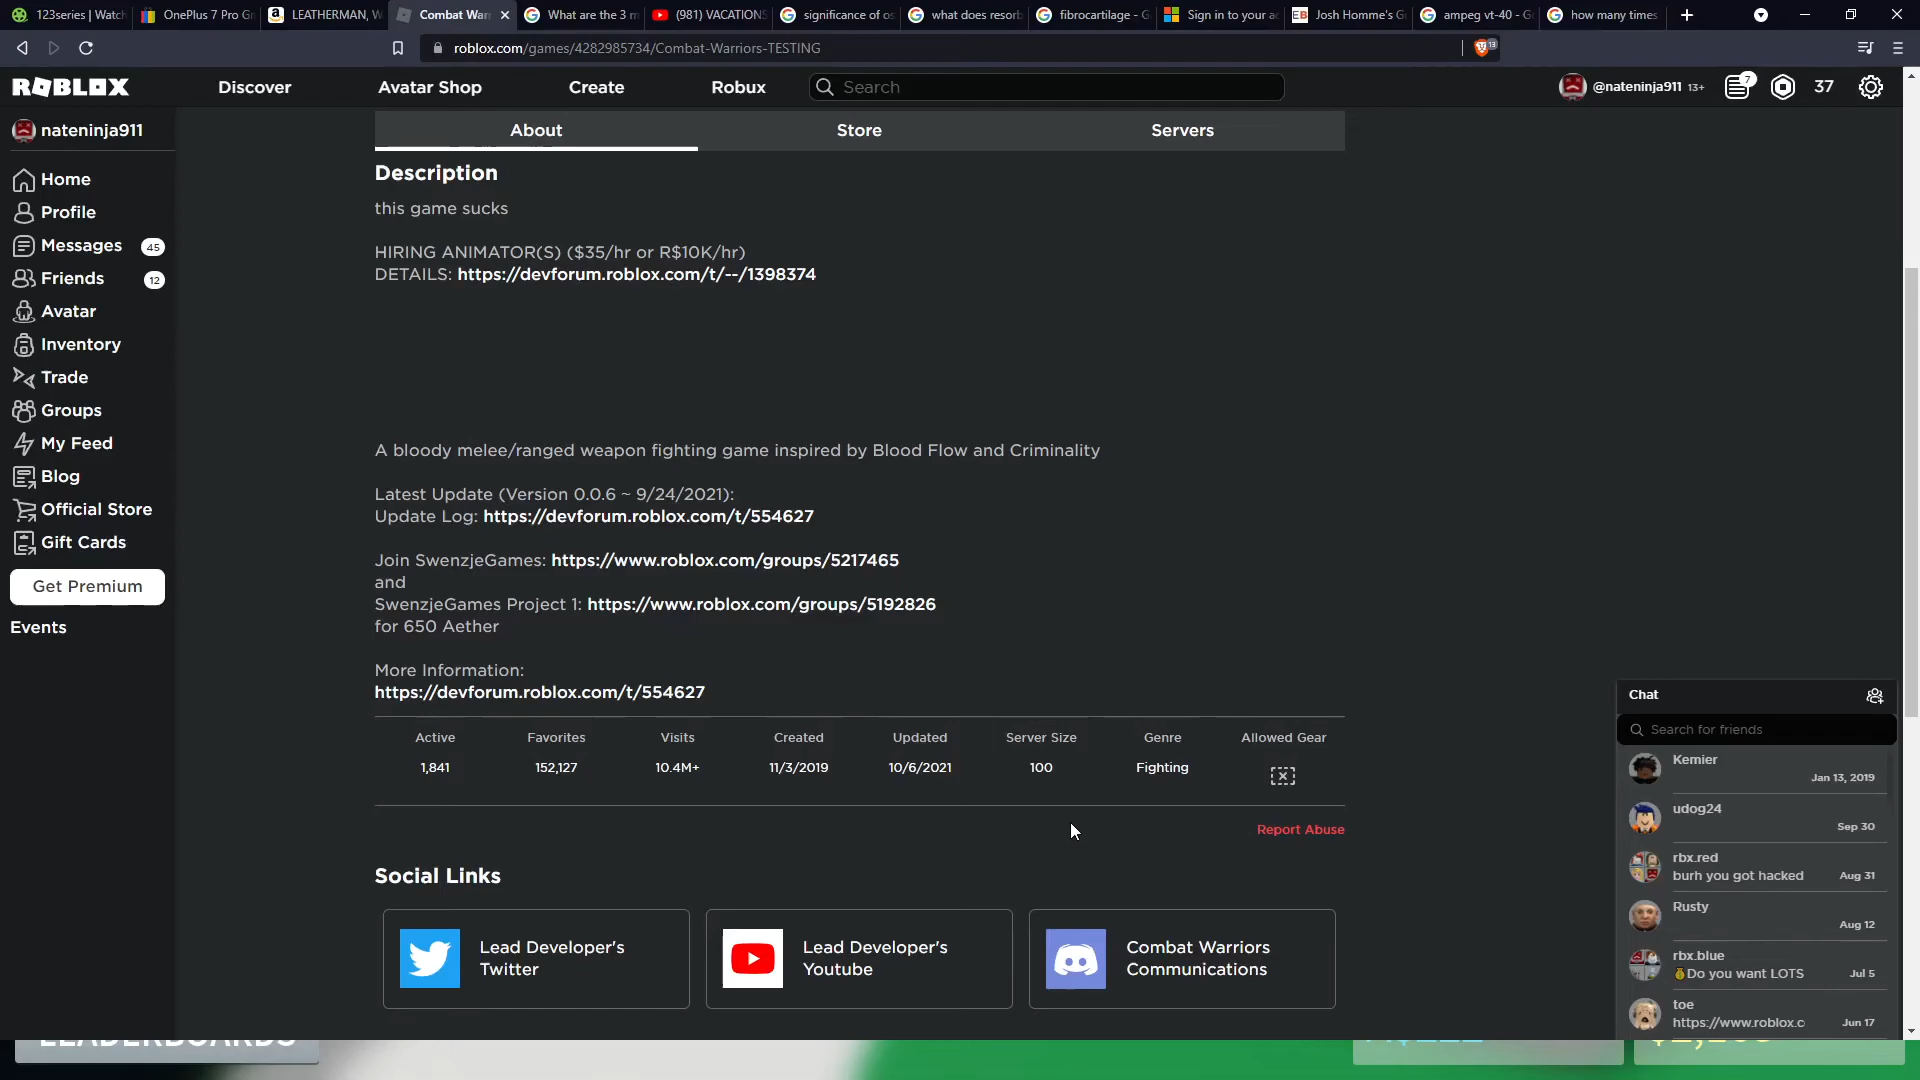 123series | Watch
OnePlus 7 Pro G
LEATHERMAN, W
Combat War
What are the 3 m
(981) VACATIONS
significance of os
what does resorb
fibrocartilage - G
Sign in to your a
Josh Homme's G
ampeg vt-40 - G
how many times
roblox.com/games/4282985734/Combat-Warriors-TESTING
13
ROBLOX
Discover
Avatar Shop
Create
Robux
Search
@nateninja911 13+
7
37
nateninja911
Home
Profile
Messages 45
Friends 12
Avatar
Inventory
Trade
Groups
My Feed
Blog
Official Store
Gift Cards
Get Premium
Events
About
Store
Servers
Description
this game sucks
HIRING ANIMATOR(S) ($35/hr or R$10K/hr)
DETAILS: https://devforum.roblox.com/t/--/1398374
A bloody melee/ranged weapon fighting game inspired by Blood Flow and Criminality
Latest Update (Version 0.0.6 ~ 9/24/2021):
Update Log: https://devforum.roblox.com/t/554627
Join SwenzjeGames: https://www.roblox.com/groups/5217465
and
SwenzjeGames Project 1: https://www.roblox.com/groups/5192826
for 650 Aether
More Information:
https://devforum.roblox.com/t/554627
Active Favorites Visits Created Updated Server Size Genre Allowed Gear
1,841 152,127 10.4M+ 11/3/2019 10/6/2021 100 Fighting
Report Abuse
Social Links
Lead Developer's
Twitter
Lead Developer's
Youtube
Combat Warriors
Communications
Chat
Search for friends
Kemier
Jan 13, 2019
udog24
Sep 30
rbx.red
burh you got hacked Aug 31
Rusty
Aug 12
rbx.blue
💰Do you want LOTS Jul 5
toe
https://www.roblox.c Jun 17
LEADERBOARDS